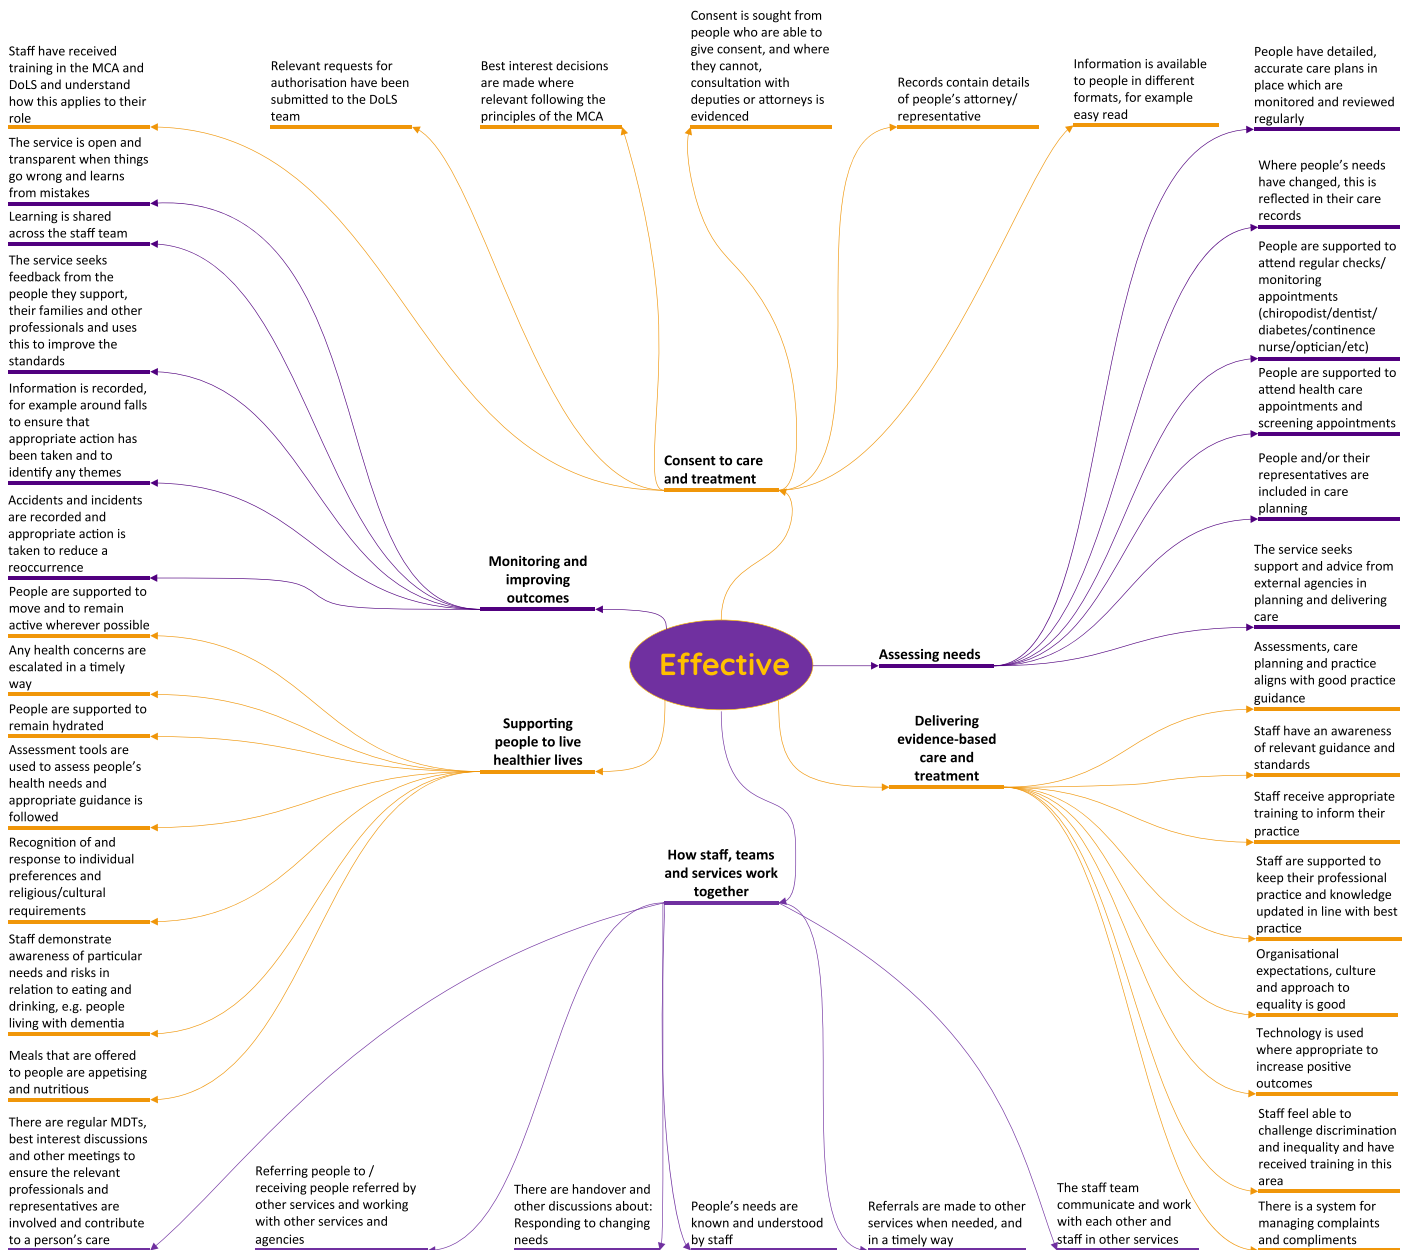 Consent is sought from
people who are able to
give consent, and where
they cannot,
consultation with
deputies or attorneys is
evidenced
Staff have received
training in the MCA and
DoLS and understand
how this applies to their
role
Relevant requests for
authorisation have been
submitted to the DoLS
team
Best interest decisions
are made where
relevant following the
principles of the MCA
Records contain details
of people’s attorney/
representative
Information is available
to people in different
formats, for example
easy read
People have detailed,
accurate care plans in
place which are
monitored and reviewed
regularly
The service is open and
transparent when things
go wrong and learns
from mistakes
Learning is shared
across the staff team
The service seeks
feedback from the
people they support,
their families and other
professionals and uses
this to improve the
standards
Information is recorded,
for example around falls
to ensure that
appropriate action has
been taken and to
identify any themes
Accidents and incidents
are recorded and
appropriate action is
taken to reduce a
reoccurrence
People are supported to
move and to remain
active wherever possible
Any health concerns are
escalated in a timely
way
People are supported to
remain hydrated
Assessment tools are
used to assess people’s
health needs and
appropriate guidance is
followed
Recognition of and
response to individual
preferences and
religious/cultural
requirements
Staff demonstrate
awareness of particular
needs and risks in
relation to eating and
drinking, e.g. people
living with dementia
Meals that are offered
to people are appetising
and nutritious
There are regular MDTs,
best interest discussions
and other meetings to
ensure the relevant
professionals and
representatives are
involved and contribute
to a person’s care
Consent to care
and treatment
Monitoring and
improving
outcomes
Effective
Assessing needs
Supporting
people to live
healthier lives
Delivering
evidence-based
care and
treatment
How staff, teams
and services work
together
Where people’s needs
have changed, this is
reflected in their care
records
People are supported to
attend regular checks/
monitoring
appointments
(chiropodist/dentist/
diabetes/continence
nurse/optician/etc)
People are supported to
attend health care
appointments and
screening appointments
People and/or their
representatives are
included in care
planning
The service seeks
support and advice from
external agencies in
planning and delivering
care
Assessments, care
planning and practice
aligns with good practice
guidance
Staff have an awareness
of relevant guidance and
standards
Staff receive appropriate
training to inform their
practice
Staff are supported to
keep their professional
practice and knowledge
updated in line with best
practice
Organisational
expectations, culture
and approach to
equality is good
Technology is used
where appropriate to
increase positive
outcomes
Staff feel able to
challenge discrimination
and inequality and have
received training in this
area
There is a system for
managing complaints
and compliments
Referring people to /
receiving people referred by
other services and working
with other services and
agencies
There are handover and
other discussions about:
Responding to changing
needs
People’s needs are
known and understood
by staff
Referrals are made to other
services when needed, and
in a timely way
The staff team
communicate and work
with each other and
staff in other services